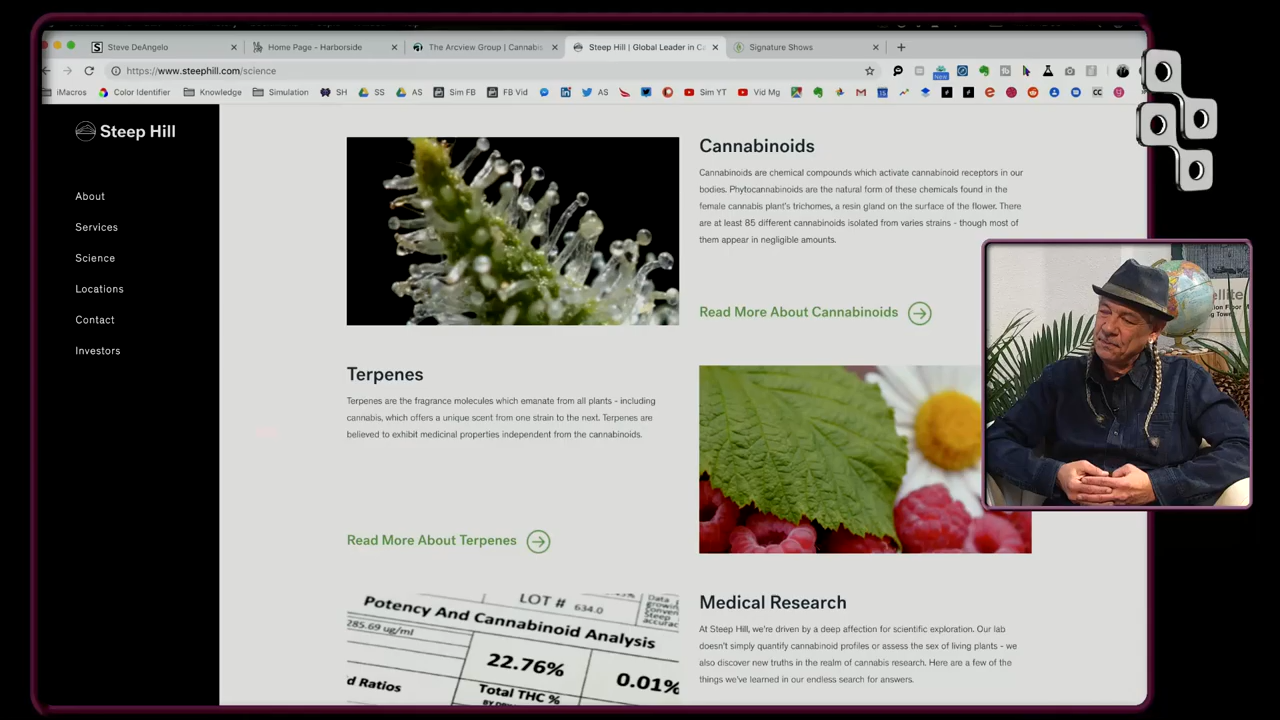 Steve DeAngelo
Home Page - Harborside
The Arcview Group | Cannabis
Steep Hill | Global Leader in Ca
Signature Shows
https://www.steephill.com/science
New
iMacros
Color Identifier
Knowledge
Simulation
SH
SS
AS
Sim FB
FB Vid
AS
Sim YT
Vid Mg
Steep Hill
About
Services
Science
Locations
Contact
Investors
Cannabinoids
Cannabinoids are chemical compounds which activate cannabinoid receptors in our
bodies. Phytocannabinoids are the natural form of these chemicals found in the
female cannabis plant's trichomes, a resin gland on the surface of the flower. There
are at least 85 different cannabinoids isolated from varies strains - though most of
them appear in negligible amounts.
Read More About Cannabinoids
Terpenes
Terpenes are the fragrance molecules which emanate from all plants - including
cannabis, which offers a unique scent from one strain to the next. Terpenes are
believed to exhibit medicinal properties independent from the cannabinoids.
Read More About Terpenes
LOT # 634.0
Potency And Cannabinoid Analysis
285.69 ug/ml
22.76%
0.01%
d Ratios
Total THC %
Medical Research
At Steep Hill, we're driven by a deep affection for scientific exploration. Our lab
doesn't simply quantify cannabinoid profiles or assess the sex of living plants - we
also discover new truths in the realm of cannabis research. Here are a few of the
things we've learned in our endless search for answers.